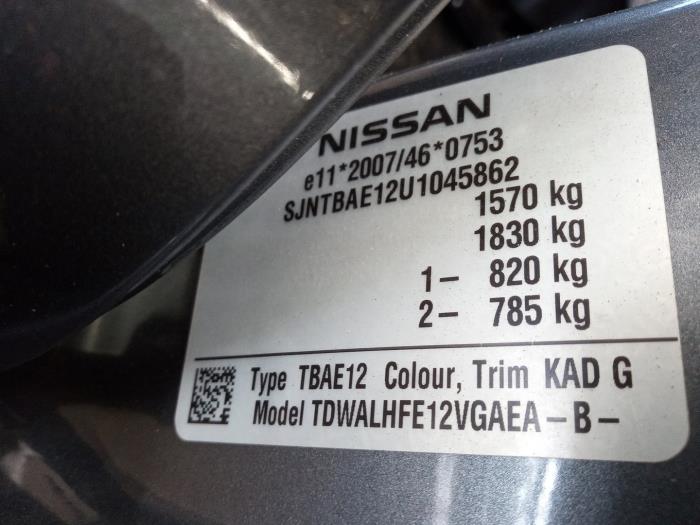 NISSAN
e11*2007/46*0753
SJNTBAE12U1045862
1570 kg
1830 kg
1– 820 kg
2– 785 kg
Type TBAE12 Colour, Trim KAD G
Model TDWALHFE12VGAEA – B –